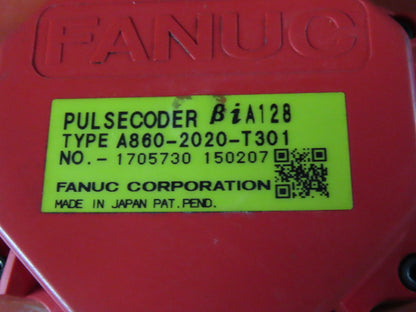 FANUC
PULSECODER βiA128
TYPE A860-2020-T301
NO.- 1705730 150207
FANUC CORPORATION
MADE IN JAPAN PAT.PEND.